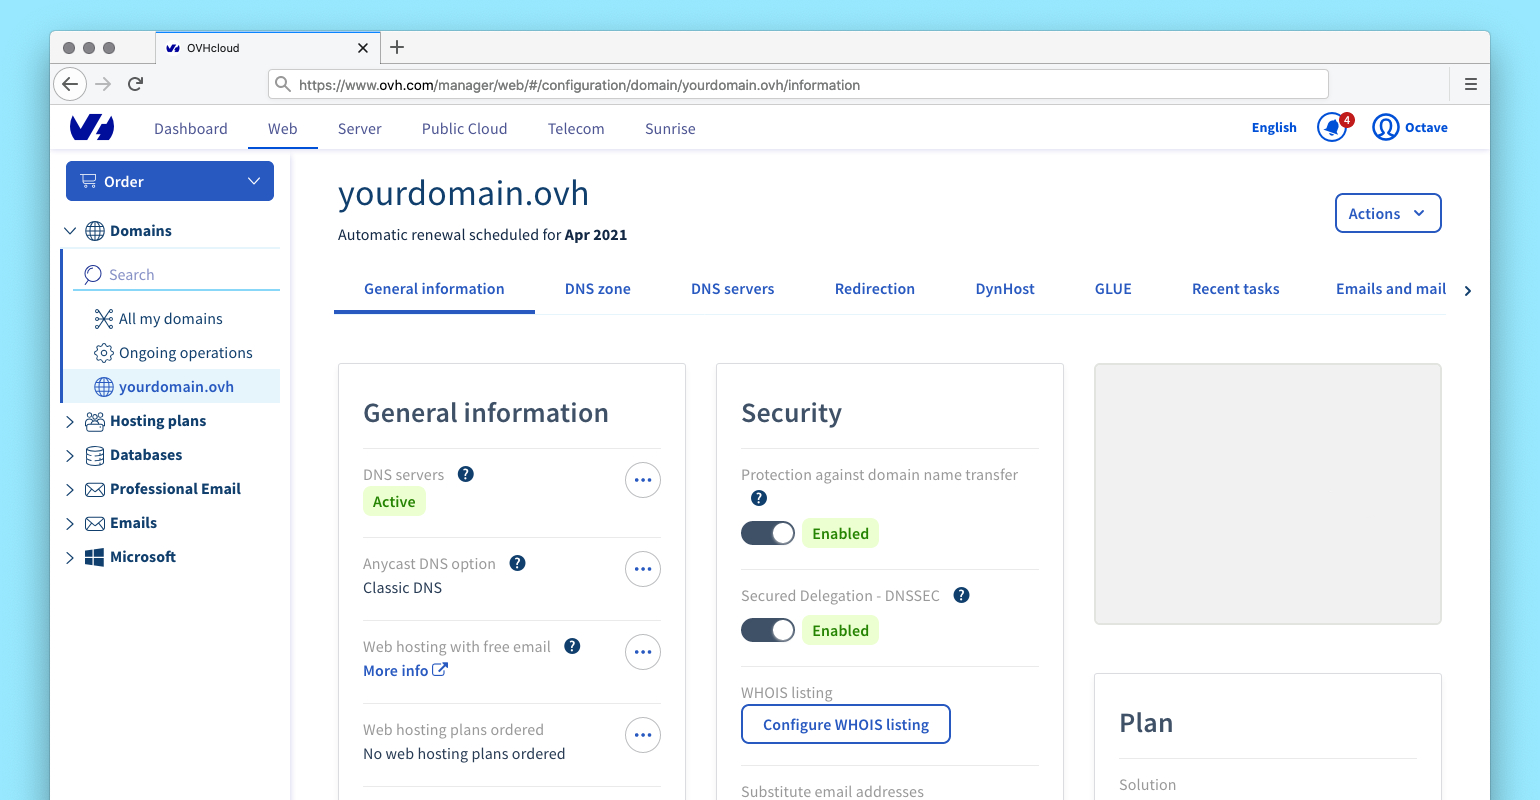 OVHcloud
https://www.ovh.com/manager/web/#/configuration/domain/yourdomain.ovh/information
Dashboard
Web
Server
Public Cloud
Telecom
Sunrise
English
4
Octave
Order
Domains
Search
All my domains
Ongoing operations
yourdomain.ovh
Hosting plans
Databases
Professional Email
Emails
Microsoft
yourdomain.ovh
Automatic renewal scheduled for Apr 2021
Actions
General information
DNS zone
DNS servers
Redirection
DynHost
GLUE
Recent tasks
Emails and mail
General information
DNS servers ?
Active
Anycast DNS option ?
Classic DNS
Web hosting with free email ?
More info
Web hosting plans ordered
No web hosting plans ordered
Security
Protection against domain name transfer
?
Enabled
Secured Delegation - DNSSEC ?
Enabled
WHOIS listing
Configure WHOIS listing
Substitute email addresses
Plan
Solution